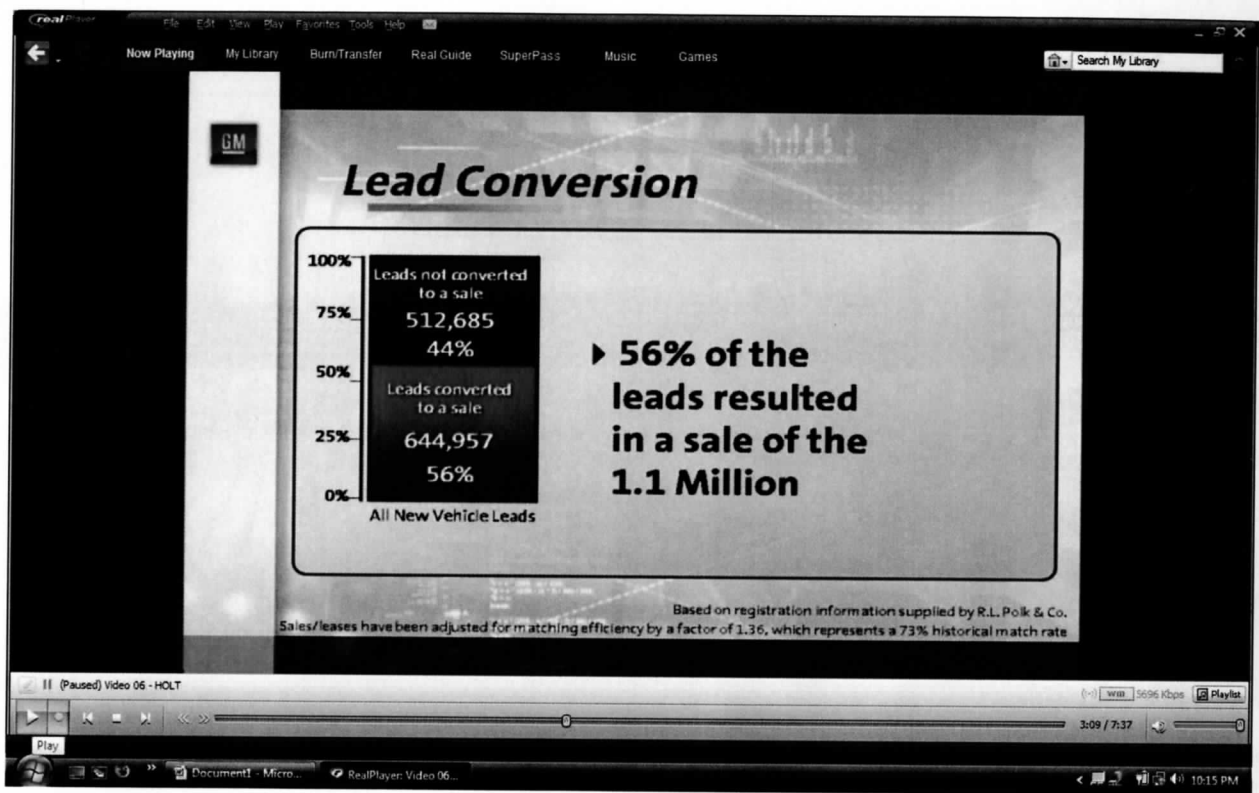 real Player
File Edit View Play Favorites Tools Help
Now Playing My Library Burn/Transfer Real Guide SuperPass Music Games
Search My Library
GM
Lead Conversion
100%
75%
50%
25%
0%
Leads not converted
to a sale
512,685
44%
Leads converted
to a sale
644,957
56%
All New Vehicle Leads
56% of the
leads resulted
in a sale of the
1.1 Million
Based on registration information supplied by R.L. Polk & Co.
Sales/leases have been adjusted for matching efficiency by a factor of 1.36, which represents a 73% historical match rate
(Paused) Video 06 - HOLT
5696 Kbps Playlist
3:09 / 7:37
Play
Document1 - Micro... RealPlayer: Video 06...
10:15 PM